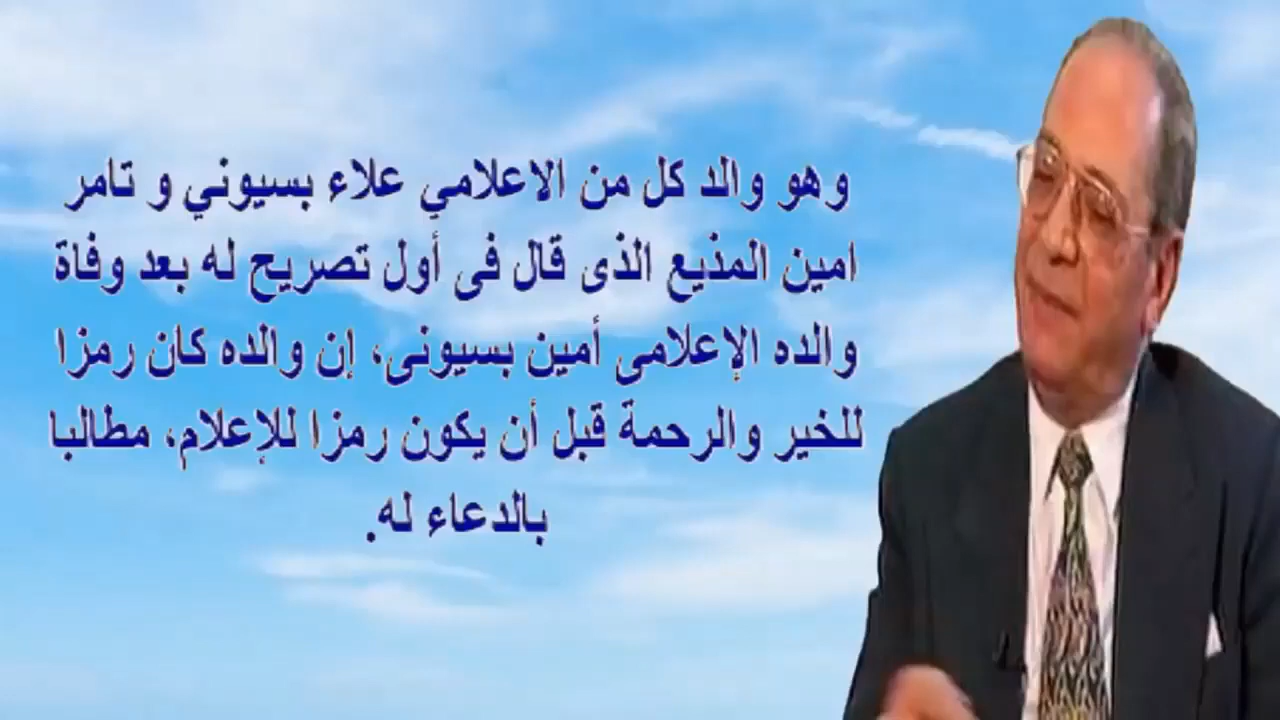 وهو والد كل من الاعلامي علاء بسيوني و تامر
امين المذيع الذى قال فى أول تصريح له بعد وفاة
والده الإعلامى أمين بسيونى، إن والده كان رمزا
للخير والرحمة قبل أن يكون رمزا للإعلام، مطالبا
بالدعاء له.